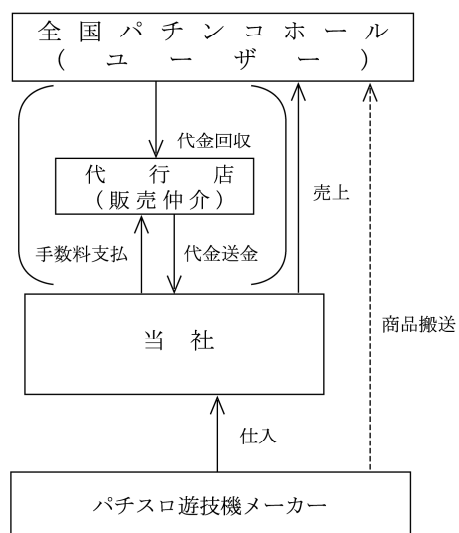 全国パチンコホール
(ユーザー)
代金回収
代行店
(販売仲介)
売上
手数料支払
代金送金
商品搬送
当社
仕入
パチスロ遊技機メーカー